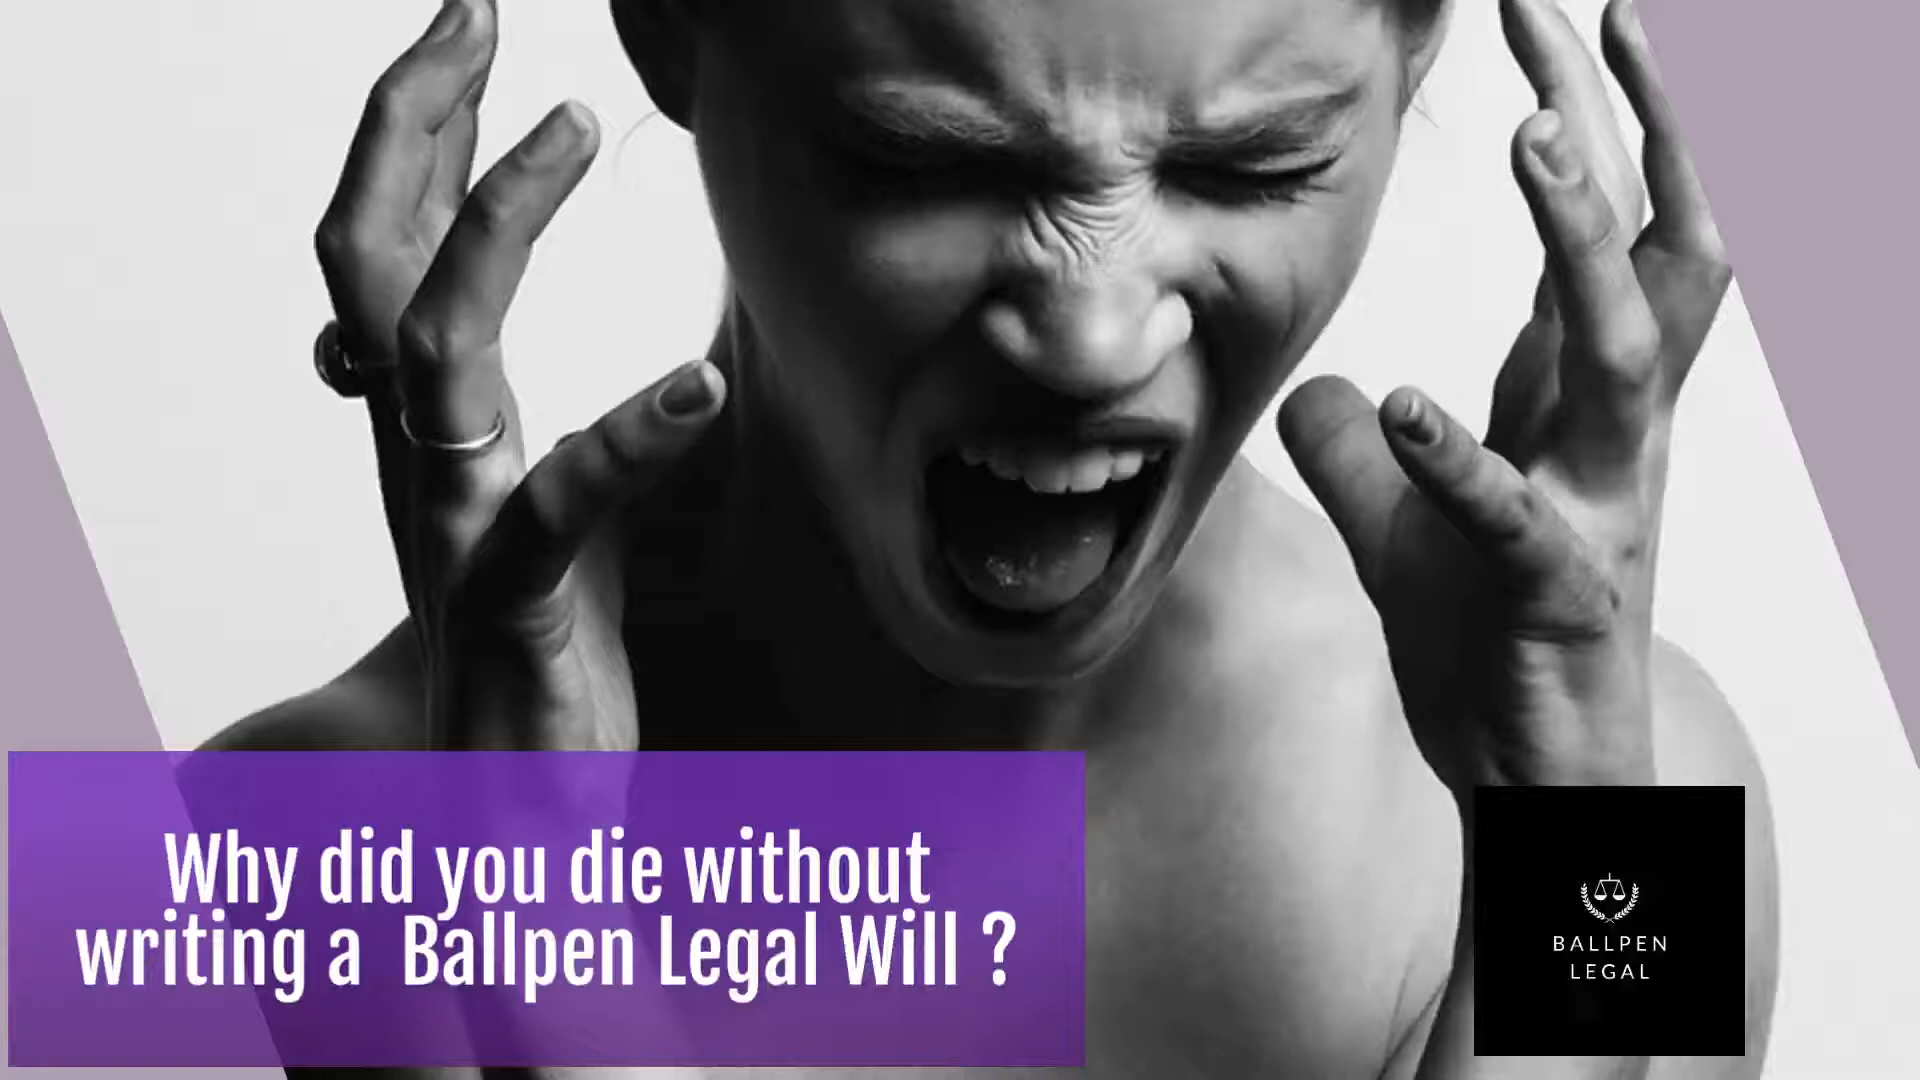 Why did you die without
writing a Ballpen Legal Will ?
BALLPEN
LEGAL